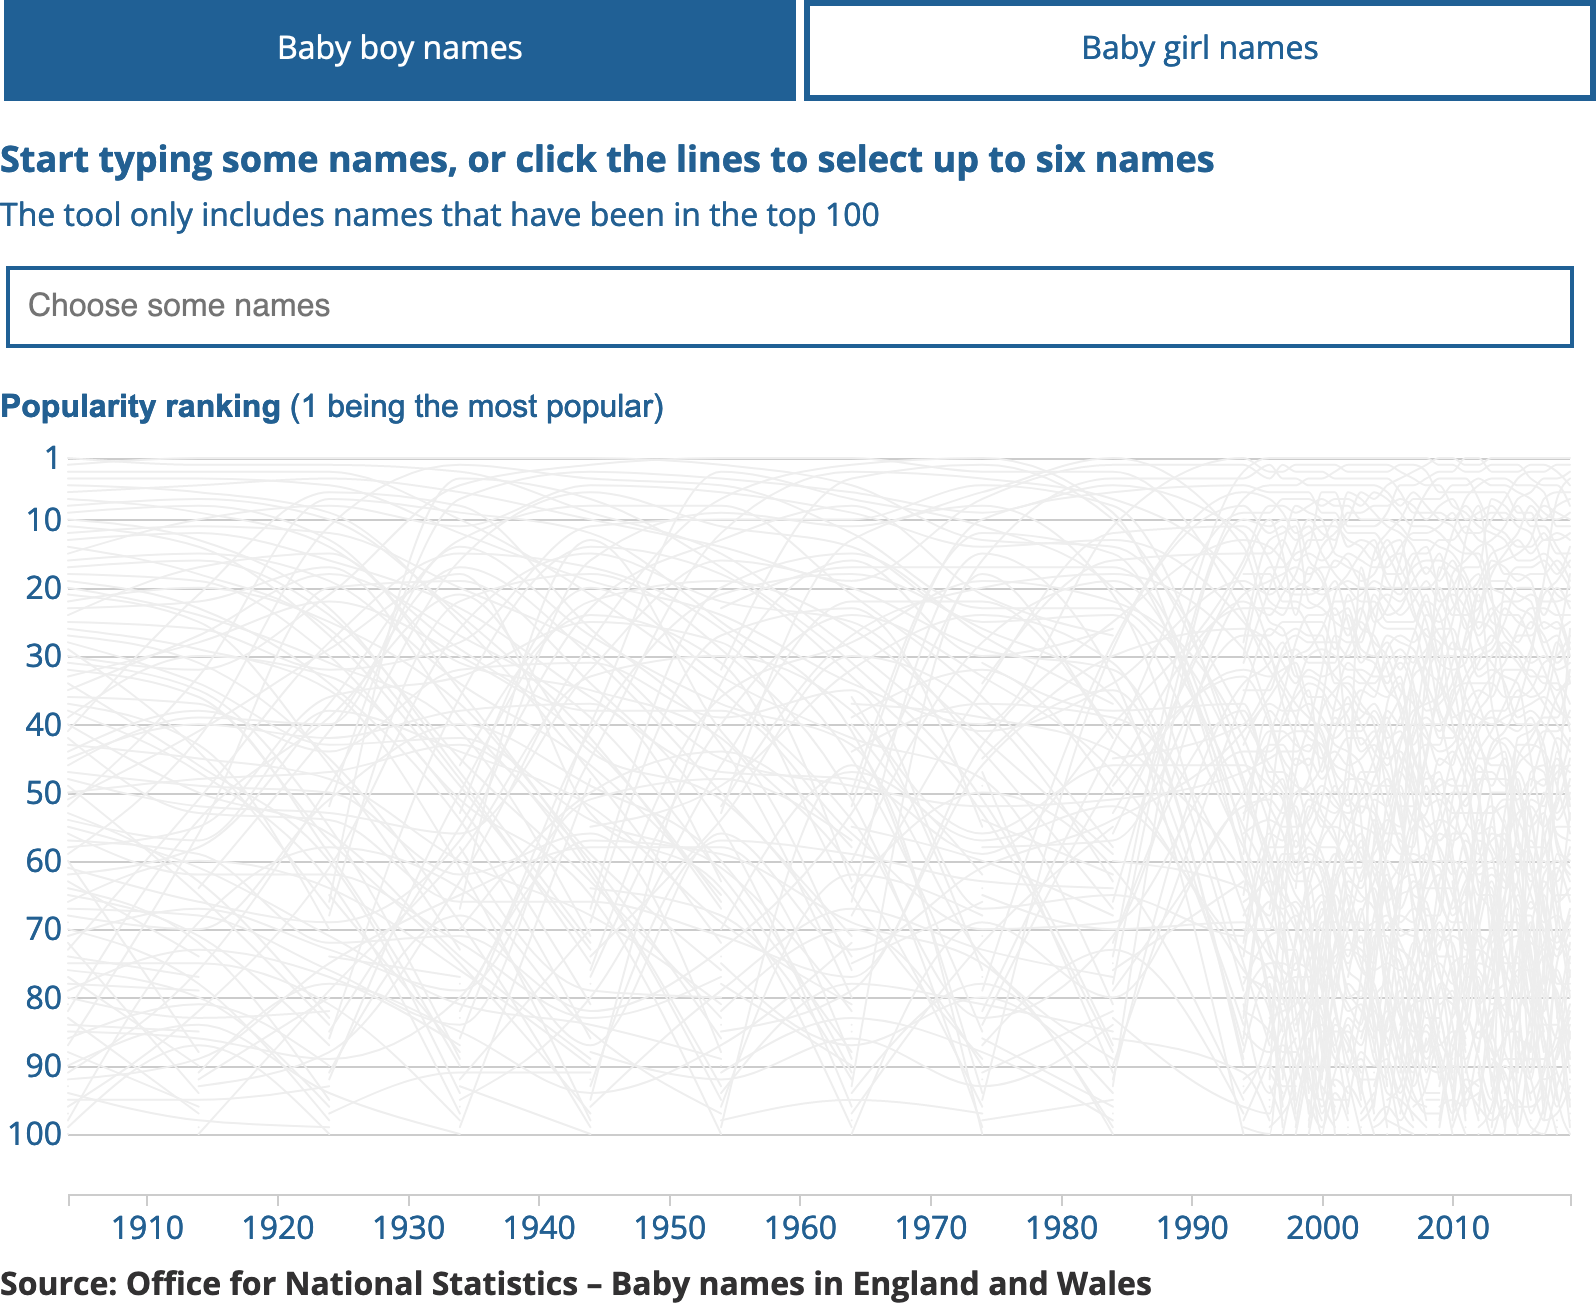 Baby boy names
Baby girl names
Start typing some names, or click the lines to select up to six names
The tool only includes names that have been in the top 100
Choose some names
Popularity ranking (1 being the most popular)
1
10
20
30
40
50
60
70
80
90
100
1910 1920 1930 1940 1950 1960 1970 1980 1990 2000 2010
Source: Office for National Statistics – Baby names in England and Wales